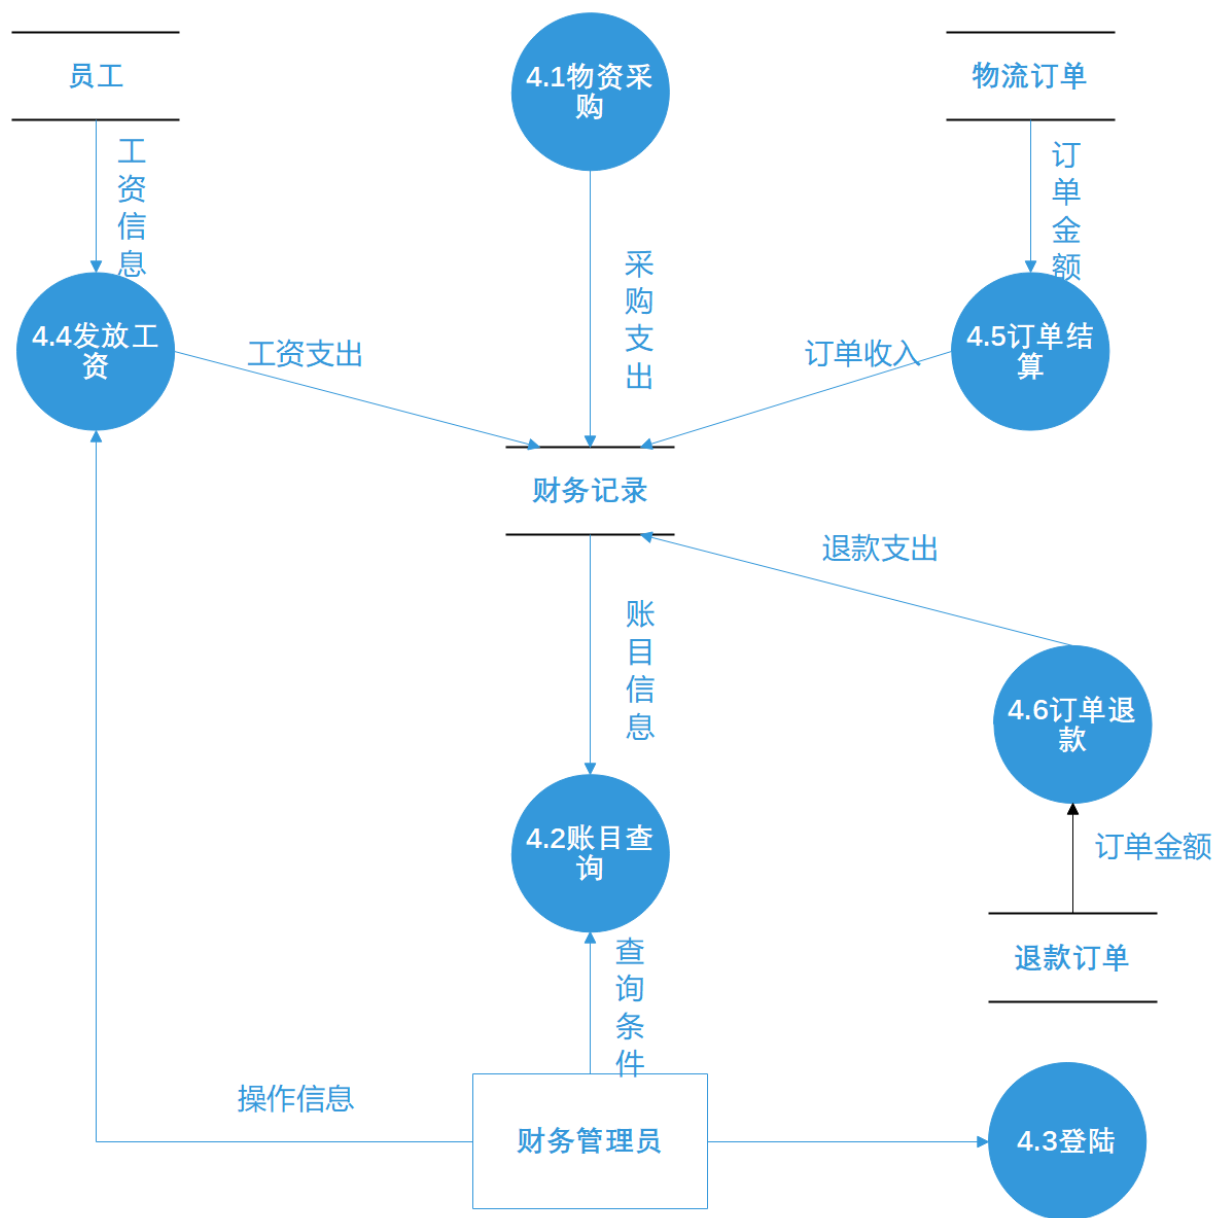 员工
4.1物资采
购
物流订单
工
资
信
息
订
单
金
额
采
购
支
出
4.4发放工
资
工资支出
订单收入
4.5订单结
算
财务记录
退款支出
账
目
信
息
4.6订单退
款
4.2账目查
询
订单金额
查
询
条
件
退款订单
操作信息
财务管理员
4.3登陆